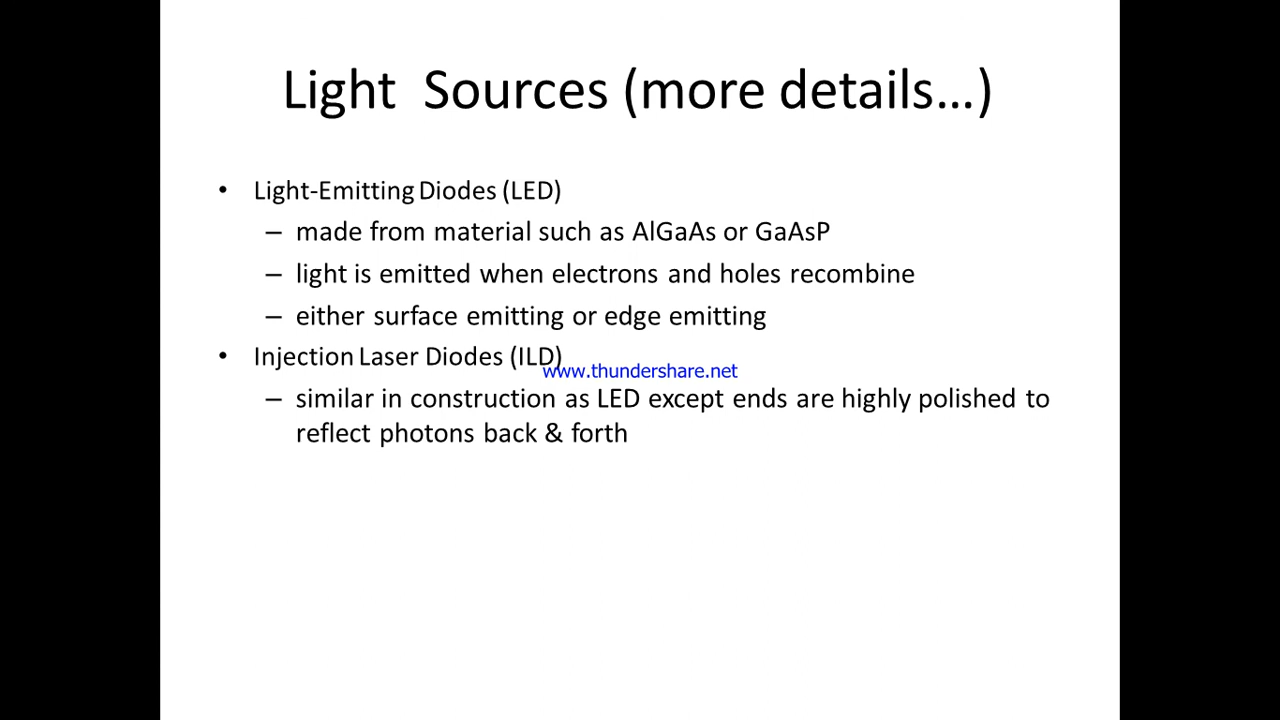 Light Sources (more details...)
• Light-Emitting Diodes (LED)
– made from material such as AlGaAs or GaAsP
– light is emitted when electrons and holes recombine
– either surface emitting or edge emitting
• Injection Laser Diodes (ILD)
www.thundershare.net
– similar in construction as LED except ends are highly polished to
reflect photons back & forth